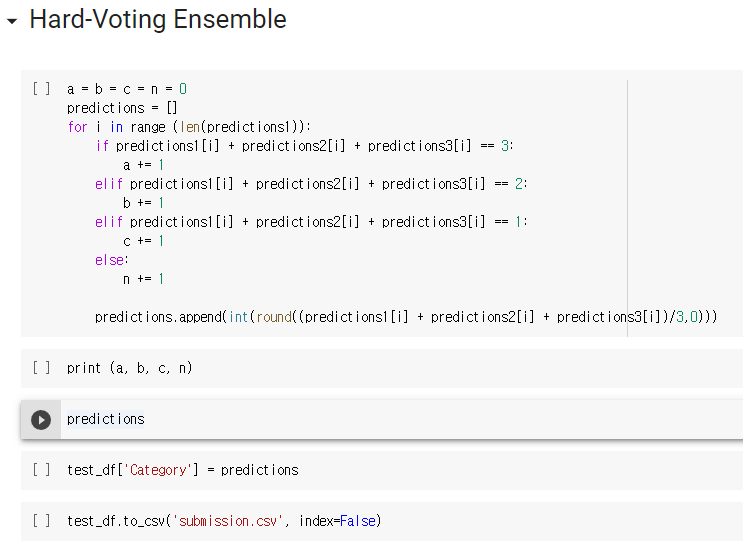 Hard-Voting Ensemble
[ ] a = b = c = n = 0
predictions = []
for i in range (len(predictions1)):
if predictions1[i] + predictions2[i] + predictions3[i] == 3:
a += 1
elif predictions1[i] + predictions2[i] + predictions3[i] == 2:
b += 1
elif predictions1[i] + predictions2[i] + predictions3[i] == 1:
c += 1
else:
n += 1
predictions.append(int(round((predictions1[i] + predictions2[i] + predictions3[i])/3,0)))
[ ] print (a, b, c, n)
predictions
[ ] test_df['Category'] = predictions
[ ] test_df.to_csv('submission.csv', index=False)